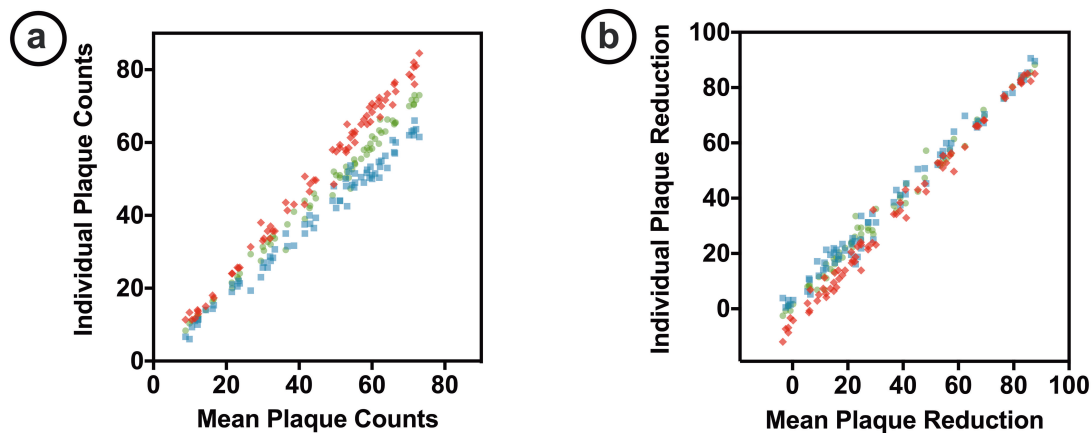 a
Individual Plaque Counts
80
60
40
20
0
0 20 40 60 80
Mean Plaque Counts
b
Individual Plaque Reduction
100
80
60
40
20
0
0 20 40 60 80 100
Mean Plaque Reduction